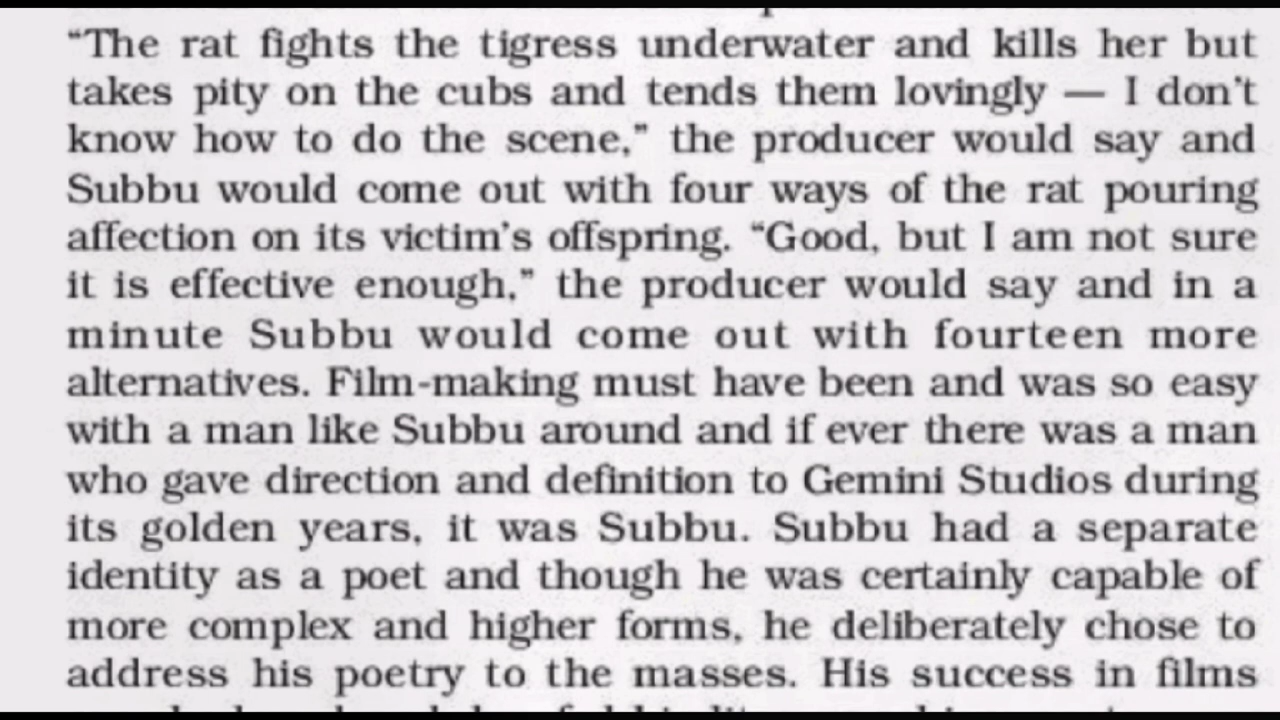 “The rat fights the tigress underwater and kills her but
takes pity on the cubs and tends them lovingly — I don’t
know how to do the scene,” the producer would say and
Subbu would come out with four ways of the rat pouring
affection on its victim’s offspring. “Good, but I am not sure
it is effective enough,” the producer would say and in a
minute Subbu would come out with fourteen more
alternatives. Film-making must have been and was so easy
with a man like Subbu around and if ever there was a man
who gave direction and definition to Gemini Studios during
its golden years, it was Subbu. Subbu had a separate
identity as a poet and though he was certainly capable of
more complex and higher forms, he deliberately chose to
address his poetry to the masses. His success in films